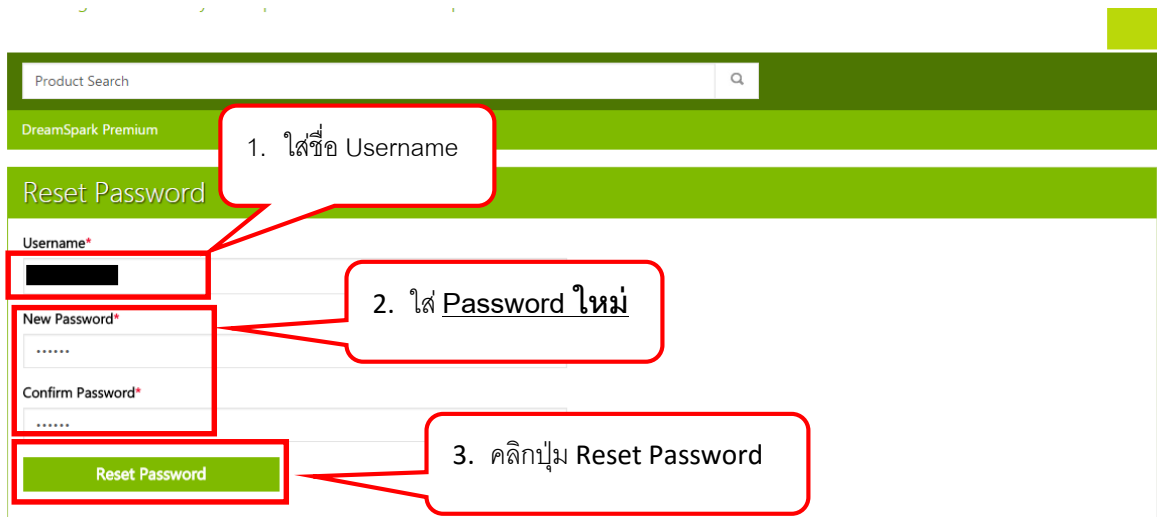 Product Search
DreamSpark Premium
1. ใส่ชื่อ Username
Reset Password
Username*
2. ใส่ Password ใหม่
New Password*
••••••
Confirm Password*
••••••
3. คลิกปุ่ม Reset Password
Reset Password